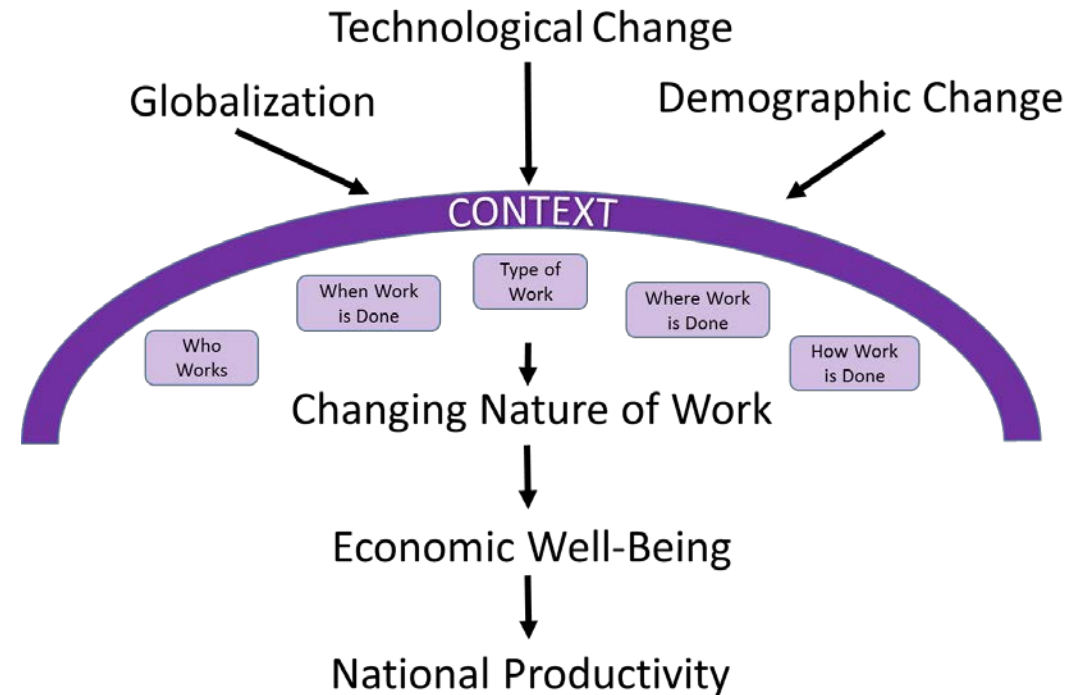 Technological Change
Globalization
Demographic Change
CONTEXT
Type of
Work
When Work
is Done
Where Work
is Done
Who
Works
How Work
is Done
Changing Nature of Work
Economic Well-Being
National Productivity